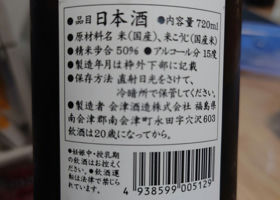 ●品目 日本酒 ●内容量 720ml
●原材料名 米(国産)、米こうじ(国産米)
●精米歩合 50% ●アルコール分 15度
●製造年月は枠外下部に記載
●保存方法 直射日光をさけて、
冷暗所で保管してください。
●製造者 会津酒造株式会社 福島県
南会津郡南会津町永田字穴沢603
飲酒は20歳になってから。
●妊娠中・授乳期
の飲酒はお控えく
ださい。●飲酒運
転は法律で禁じら
れています。
4 938599 005129